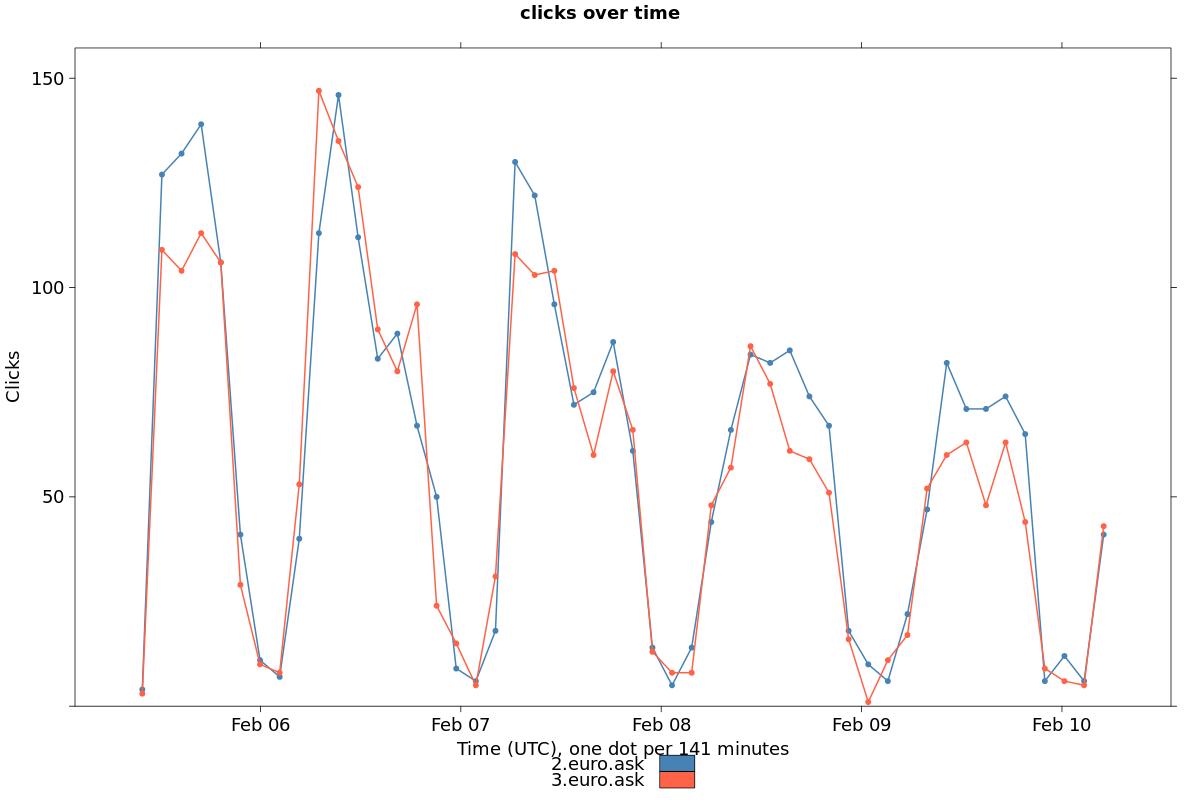 clicks over time
150
100
50
Clicks
Feb 06 Feb 07 Feb 08 Feb 09 Feb 10
Time (UTC), one dot per 141 minutes
2.euro.ask
3.euro.ask